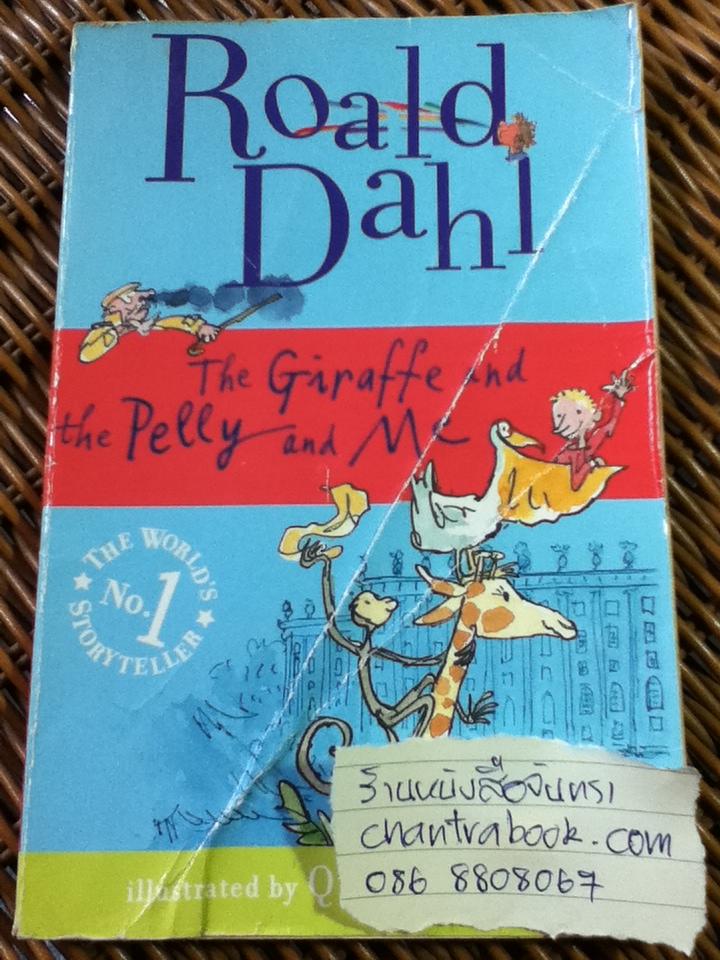 Roald
Dahl
The Giraffe and
the Pelly and Me
THE WORLD'S
No.1
STORYTELLER
illustrated by Q
ร้านหนังสือจันทรา
chantrabook.com
086 8808067